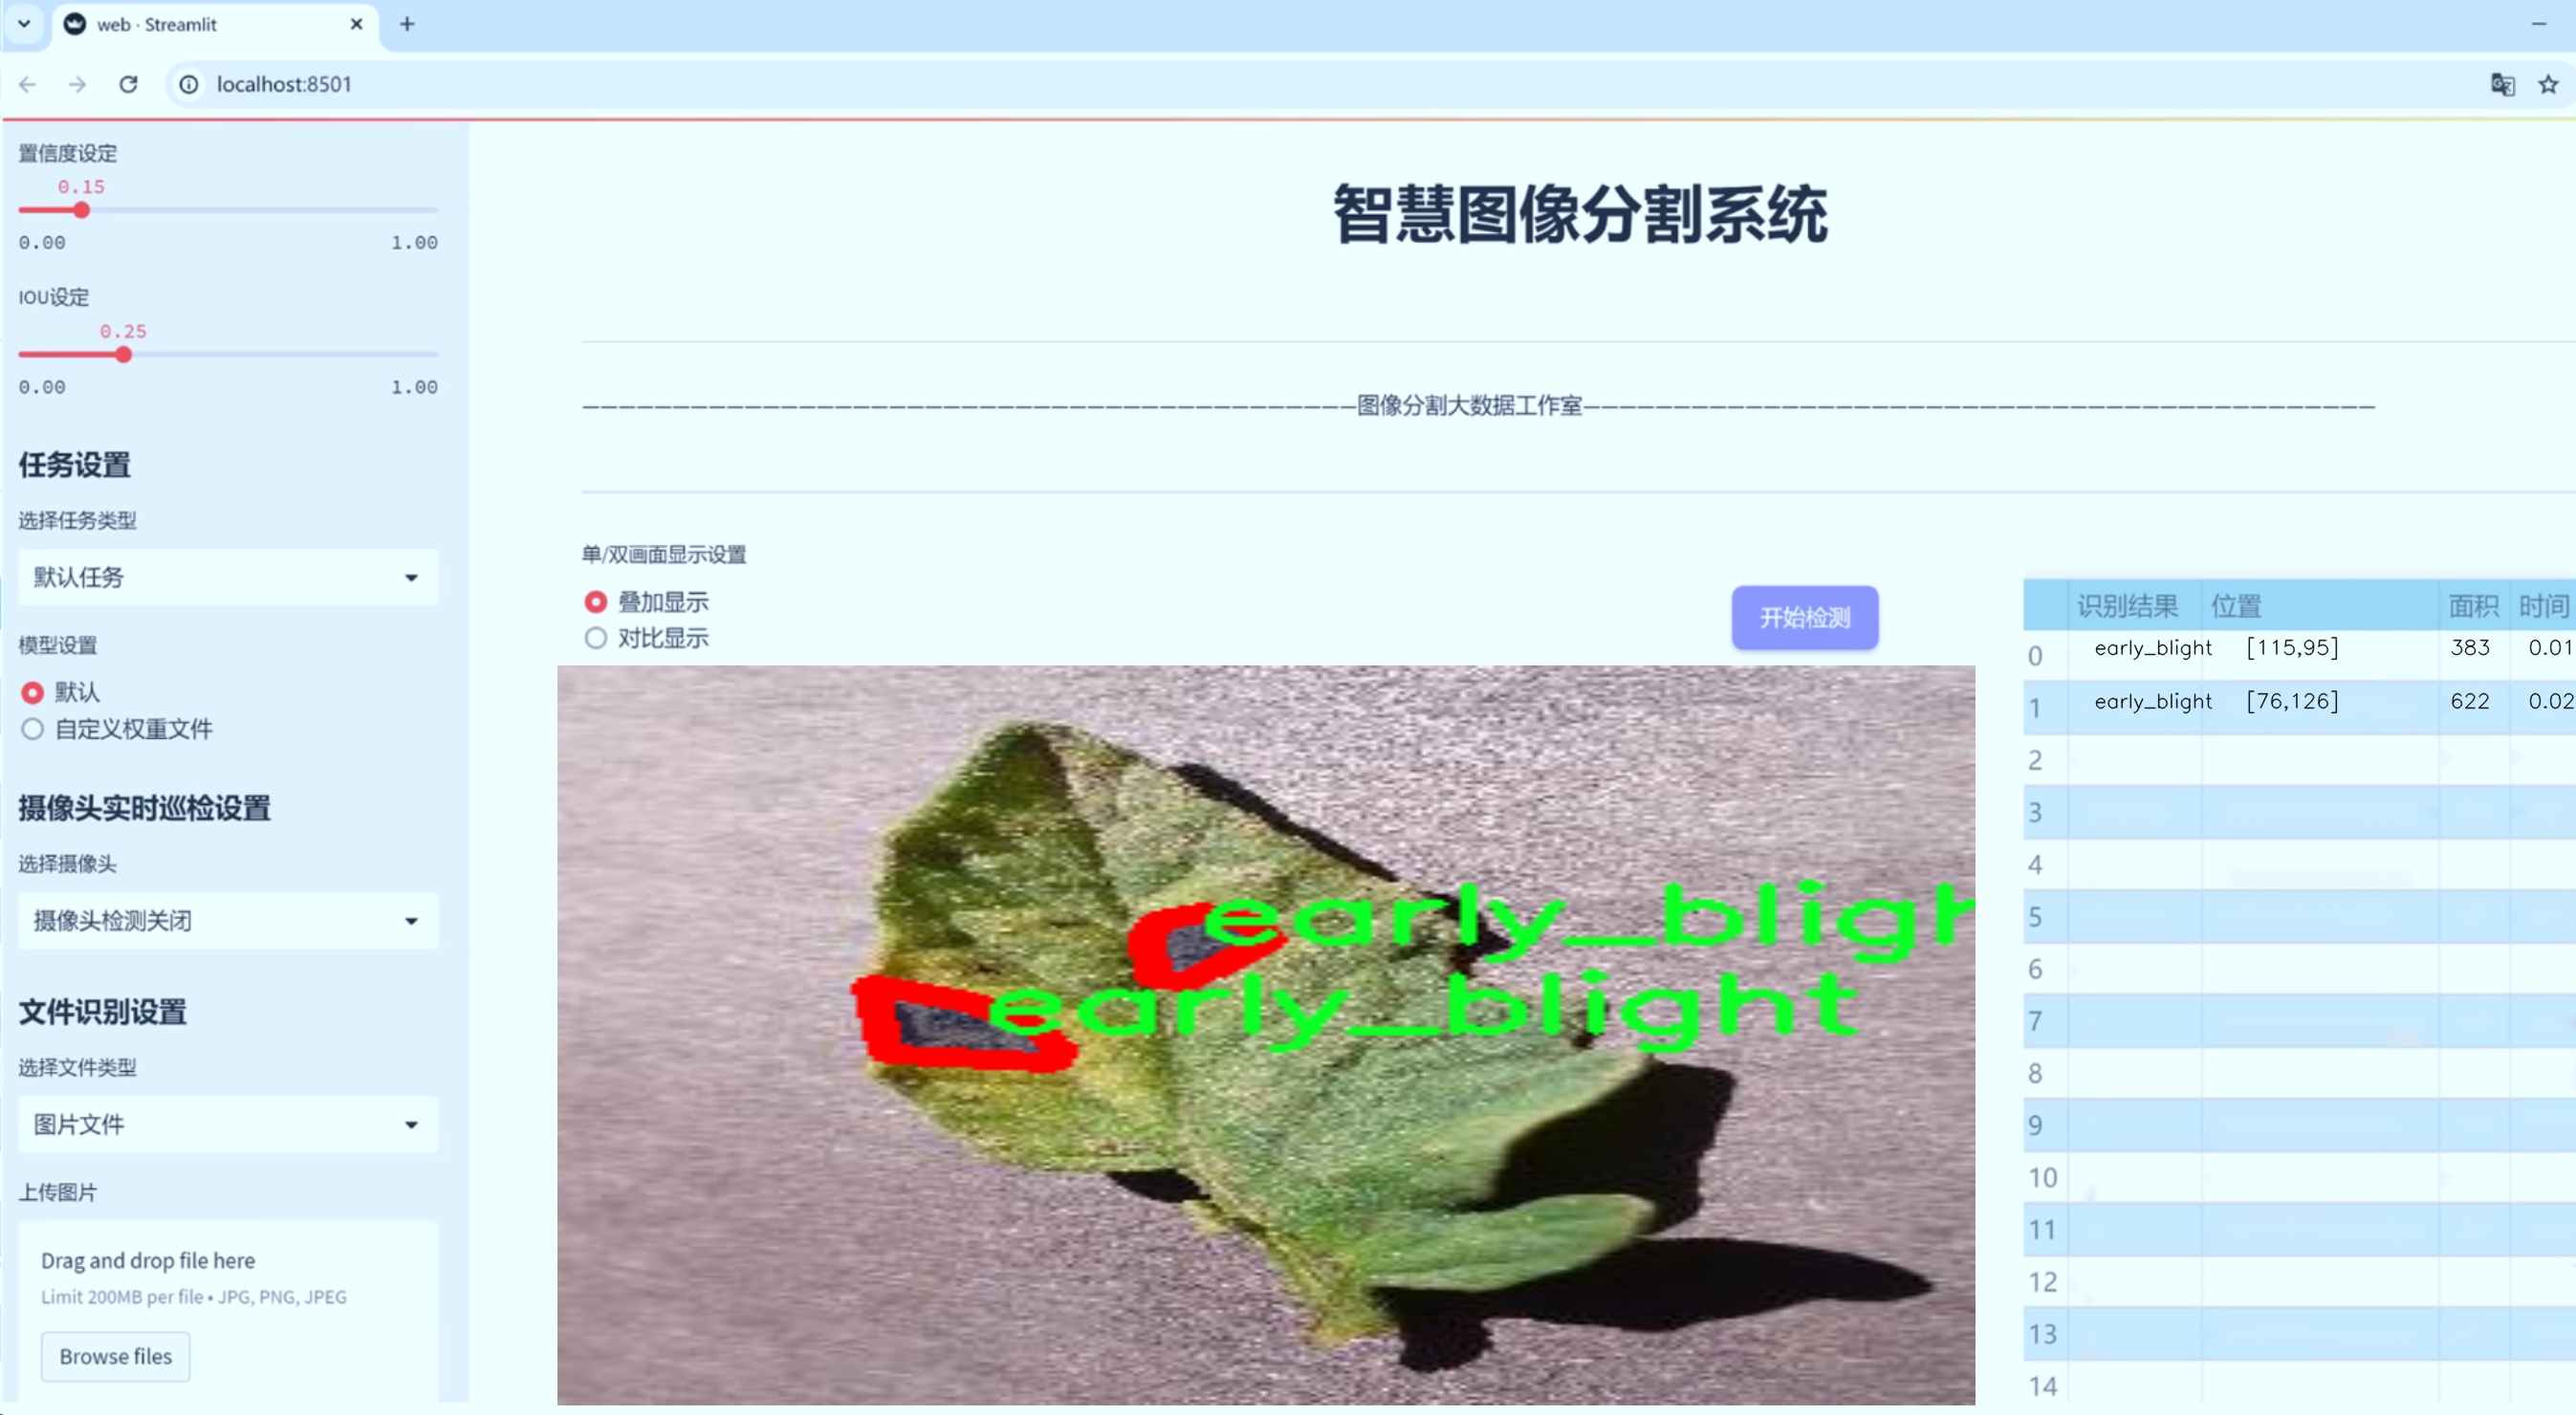 web · Streamlit
localhost:8501
置信度设定
0.15
0.00 1.00
IOU设定
0.25
0.00 1.00
任务设置
选择任务类型
默认任务
模型设置
默认
自定义权重文件
摄像头实时巡检设置
选择摄像头
摄像头检测关闭
文件识别设置
选择文件类型
图片文件
上传图片
Drag and drop file here
Limit 200MB per file • JPG, PNG, JPEG
Browse files
智慧图像分割系统
———————————————————————————————————————————图像分割大数据工作室————————————————————————————————————————————
单/双画面显示设置
叠加显示
对比显示
开始检测
early_bligh
early_blight
识别结果 位置 面积 时间
0 early_blight [115,95] 383 0.01
1 early_blight [76,126] 622 0.02
2
3
4
5
6
7
8
9
10
11
12
13
14